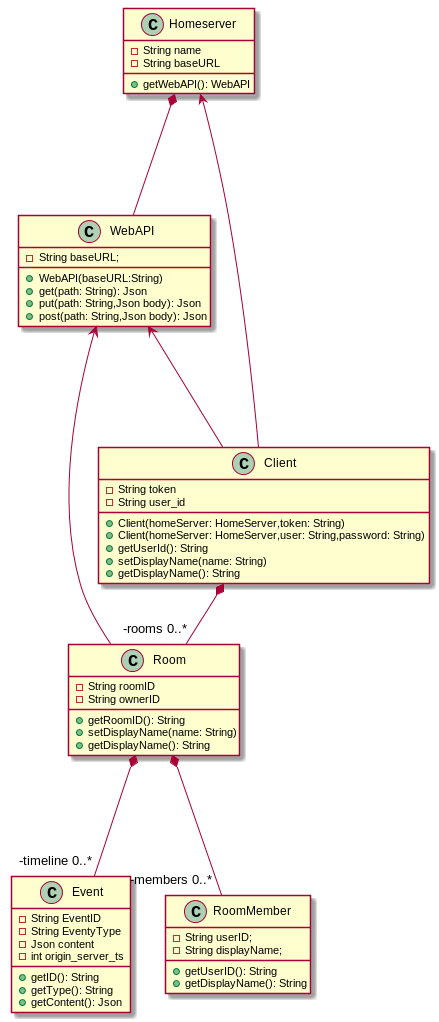 C Homeserver
String name
String baseURL
getWebAPI(): WebAPI
C WebAPI
String baseURL;
WebAPI(baseURL:String)
get(path: String): Json
put(path: String,Json body): Json
post(path: String,Json body): Json
C Client
String token
String user_id
Client(homeServer: HomeServer,token: String)
Client(homeServer: HomeServer,user: String,password: String)
getUserId(): String
setDisplayName(name: String)
getDisplayName(): String
-rooms 0..*
C Room
String roomID
String ownerID
getRoomID(): String
setDisplayName(name: String)
getDisplayName(): String
-timeline 0..*
-members 0..*
C Event
String EventID
String EventyType
Json content
int origin_server_ts
getID(): String
getType(): String
getContent(): Json
C RoomMember
String userID;
String displayName;
getUserID(): String
getDisplayName(): String